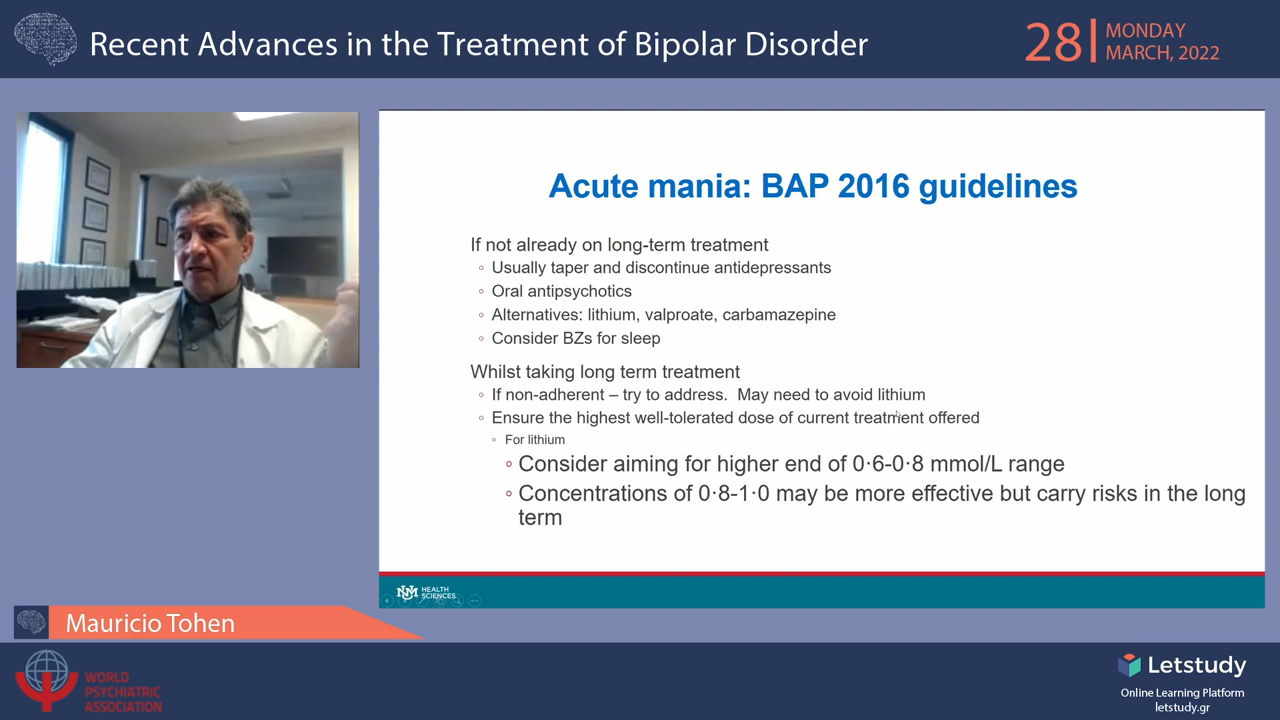 Recent Advances in the Treatment of Bipolar Disorder
28
MONDAY
MARCH, 2022
Acute mania: BAP 2016 guidelines
If not already on long-term treatment
◦ Usually taper and discontinue antidepressants
◦ Oral antipsychotics
◦ Alternatives: lithium, valproate, carbamazepine
◦ Consider BZs for sleep
Whilst taking long term treatment
◦ If non-adherent – try to address.  May need to avoid lithium
◦ Ensure the highest well-tolerated dose of current treatment offered
◦ For lithium
◦ Consider aiming for higher end of 0·6-0·8 mmol/L range
◦ Concentrations of 0·8-1·0 may be more effective but carry risks in the long
term
UNM
HEALTH
SCIENCES
Mauricio Tohen
WORLD
PSYCHIATRIC
ASSOCIATION
Letstudy
Online Learning Platform
letstudy.gr